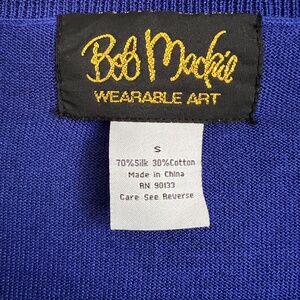 Bob Mackie
WEARABLE ART
S
70%Silk 30%Cotton
Made in China
RN 90133
Care See Reverse